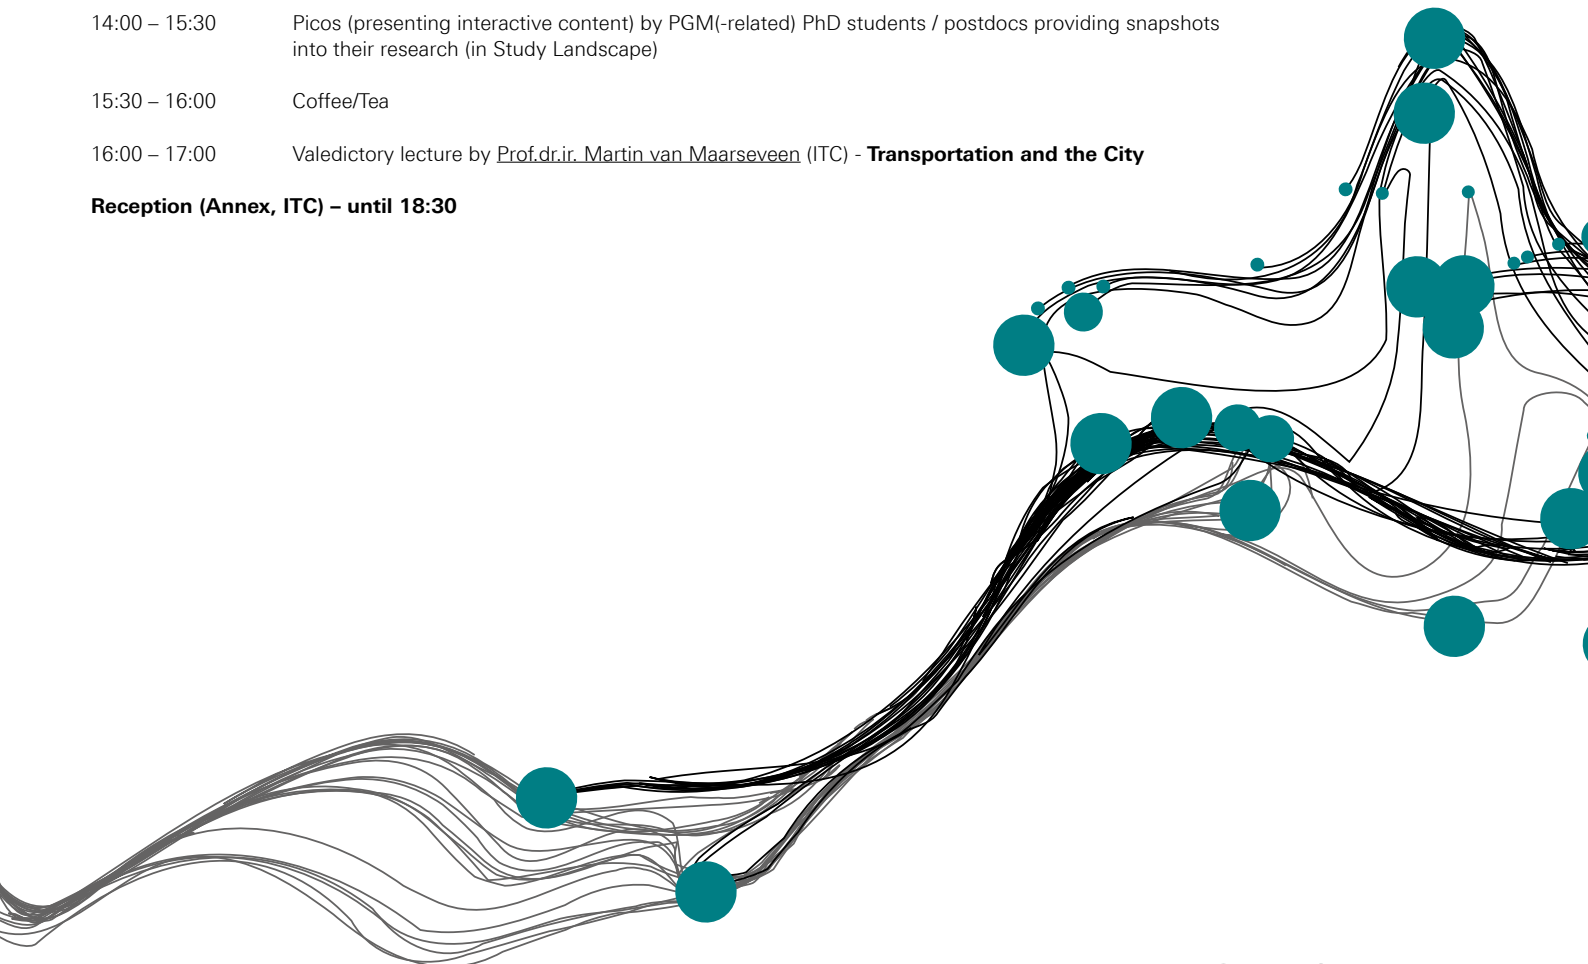 14:00 – 15:30 Picos (presenting interactive content) by PGM(-related) PhD students / postdocs providing snapshots
into their research (in Study Landscape)
15:30 – 16:00 Coffee/Tea
16:00 – 17:00 Valedictory lecture by Prof.dr.ir. Martin van Maarseveen (ITC) - Transportation and the City
Reception (Annex, ITC) – until 18:30